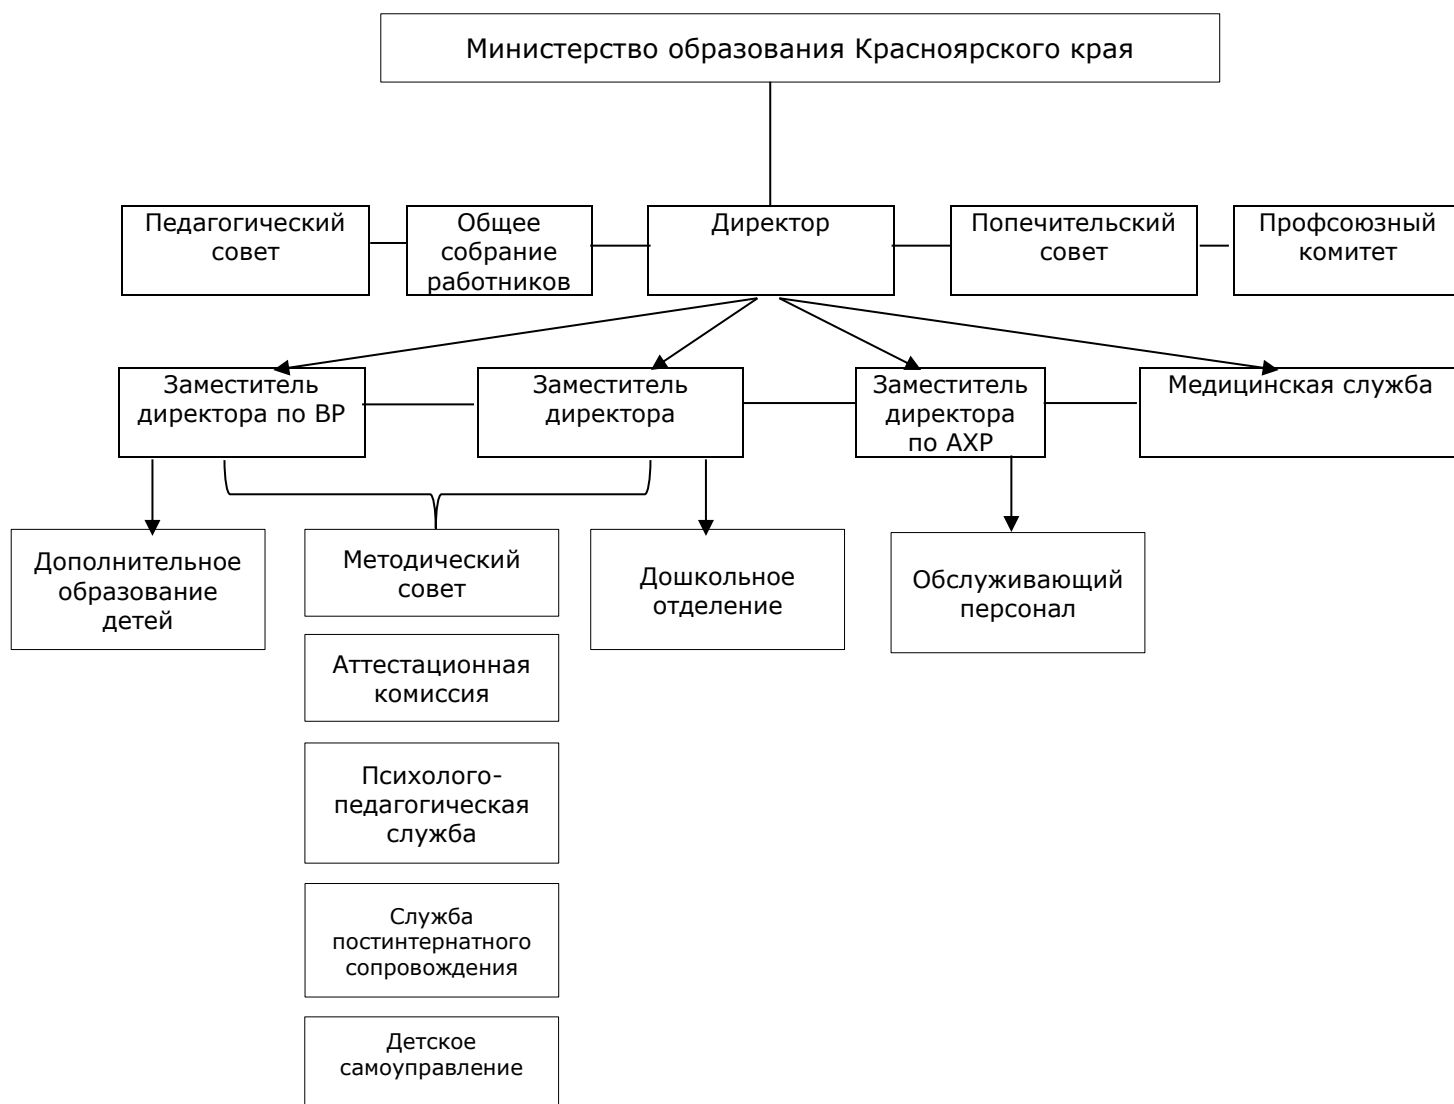 Министерство образования Красноярского края
Педагогический
совет
Общее
собрание
работников
Директор
Попечительский
совет
Профсоюзный
комитет
Заместитель
директора по ВР
Заместитель
директора
Заместитель
директора
по АХР
Медицинская служба
Дополнительное
образование
детей
Методический
совет
Дошкольное
отделение
Обслуживающий
персонал
Аттестационная
комиссия
Психолого-
педагогическая
служба
Служба
постинтернатного
сопровождения
Детское
самоуправление